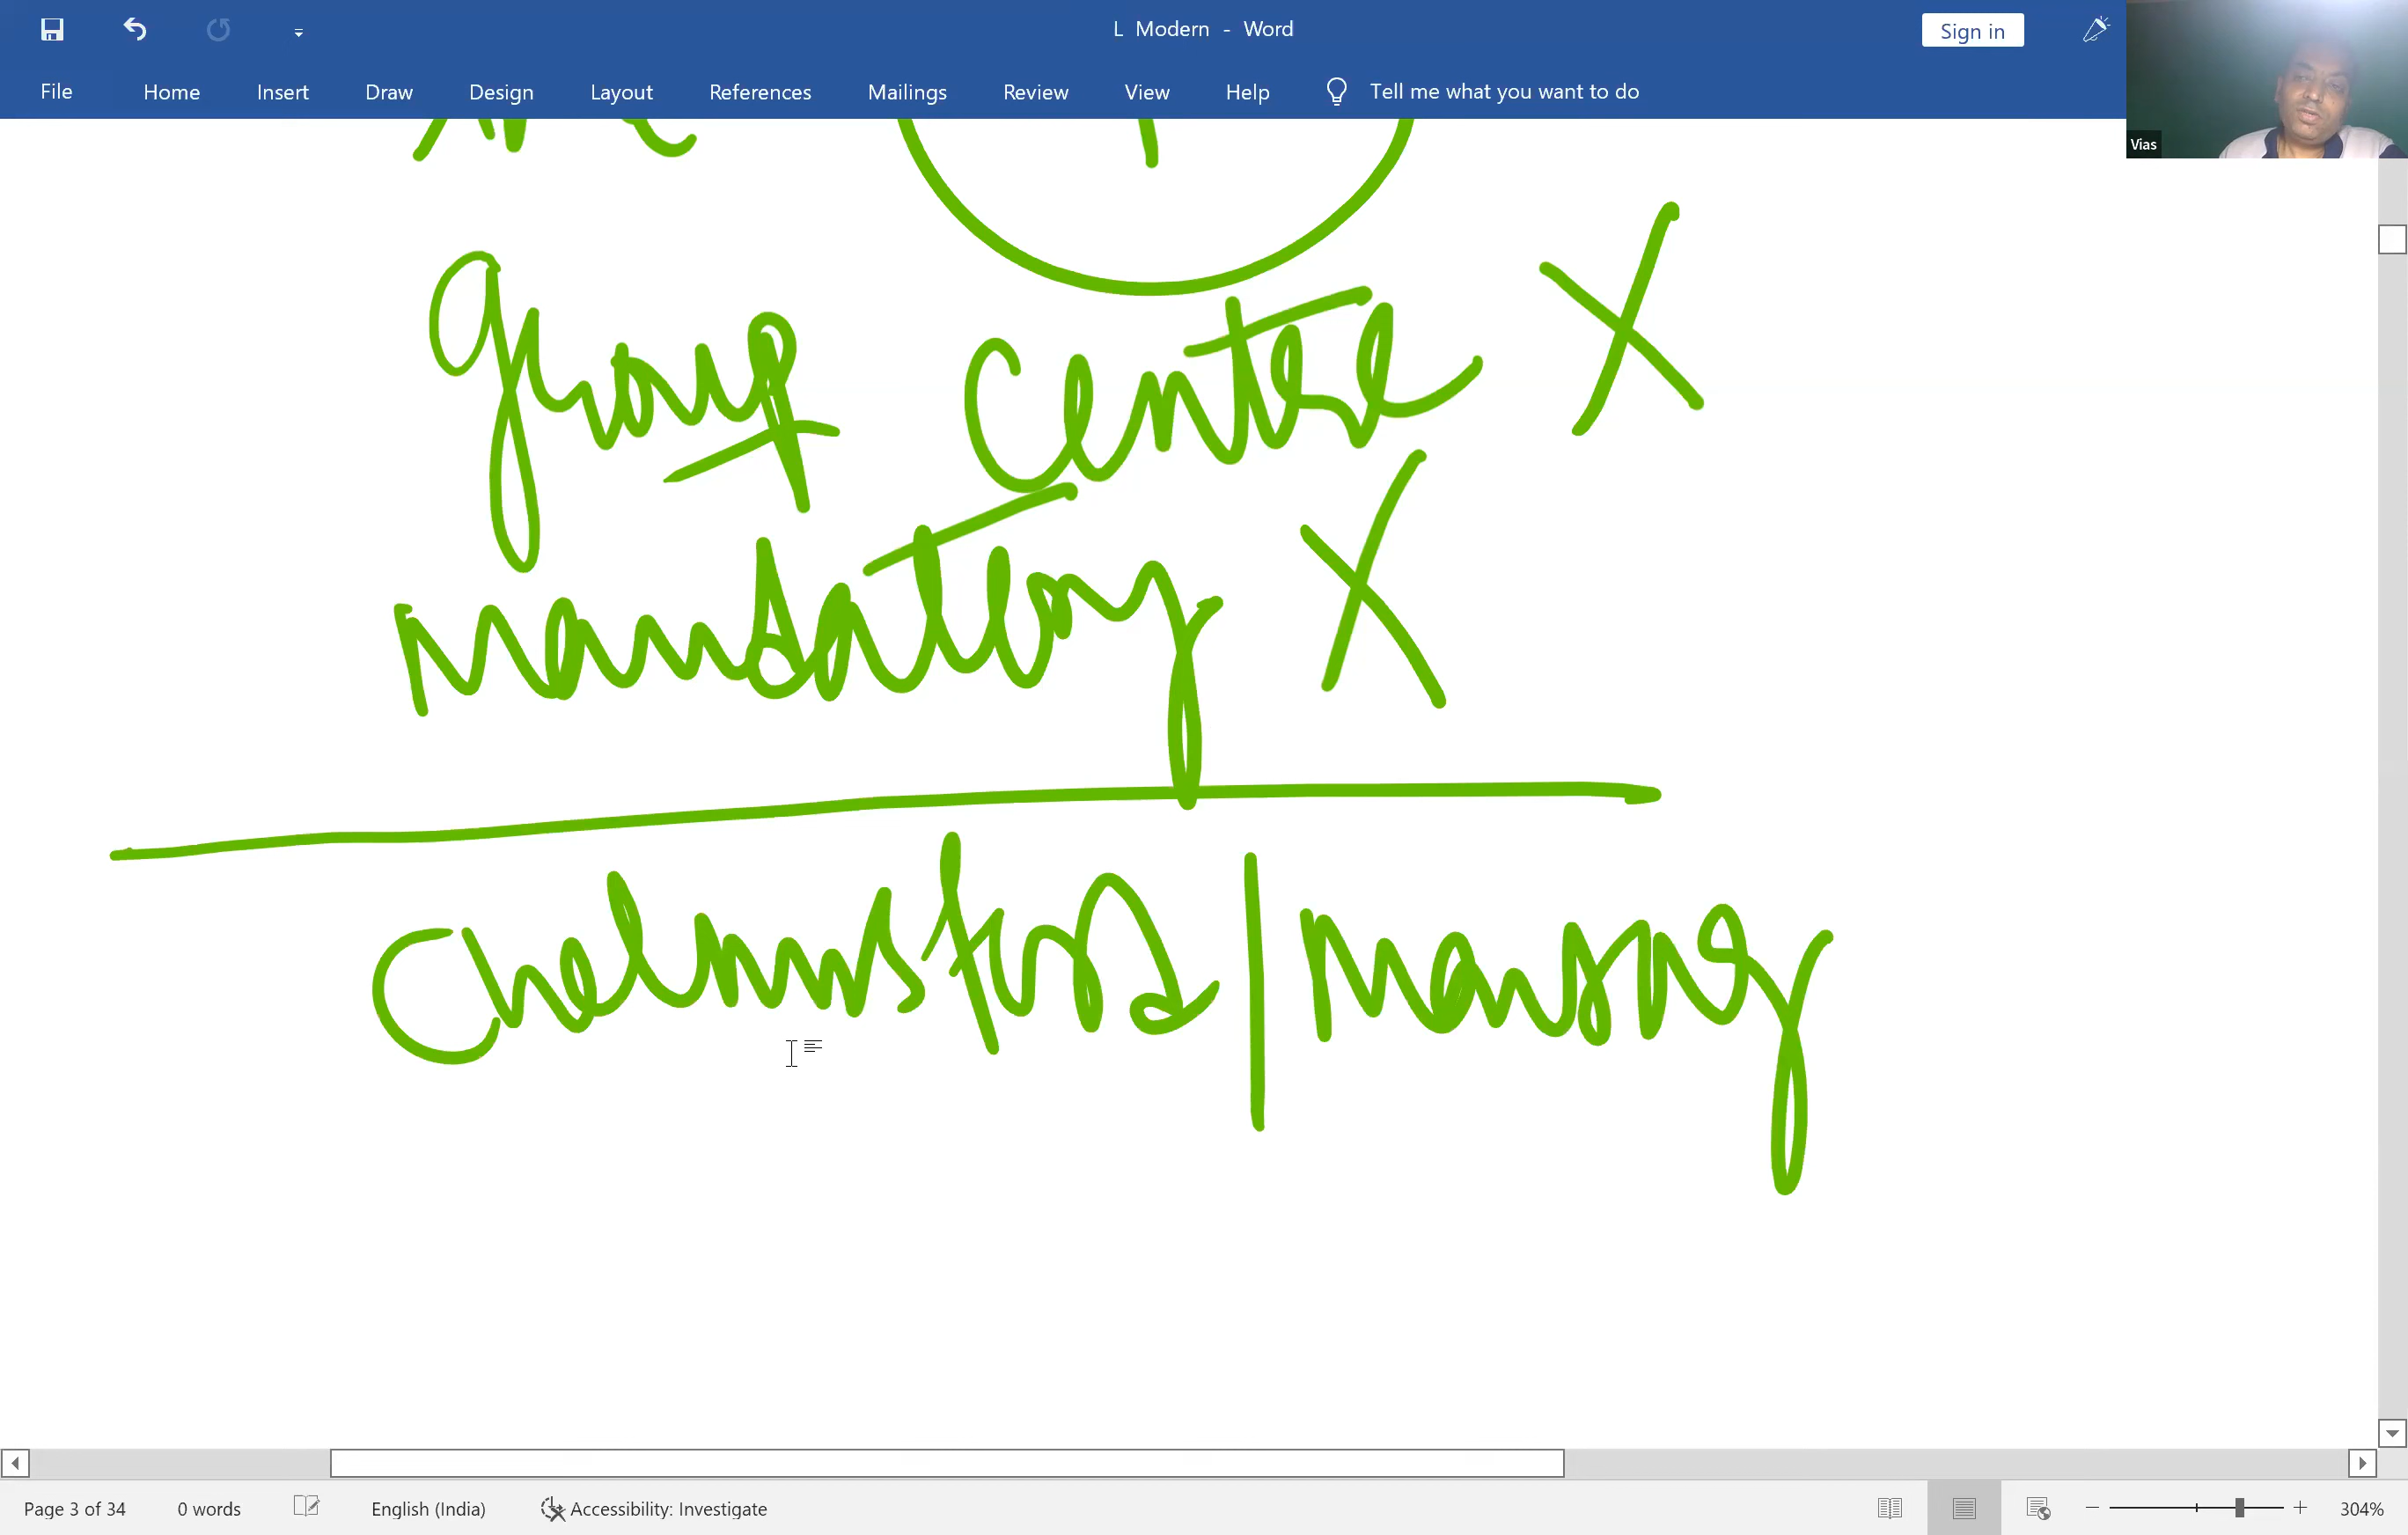 L Modern - Word
Sign in
File Home Insert Draw Design Layout References Mailings Review View Help Tell me what you want to do
Vias
group centre X
mandatory X
Chelmsford | 
Page 3 of 34 0 words English (India) Accessibility: Investigate 304%